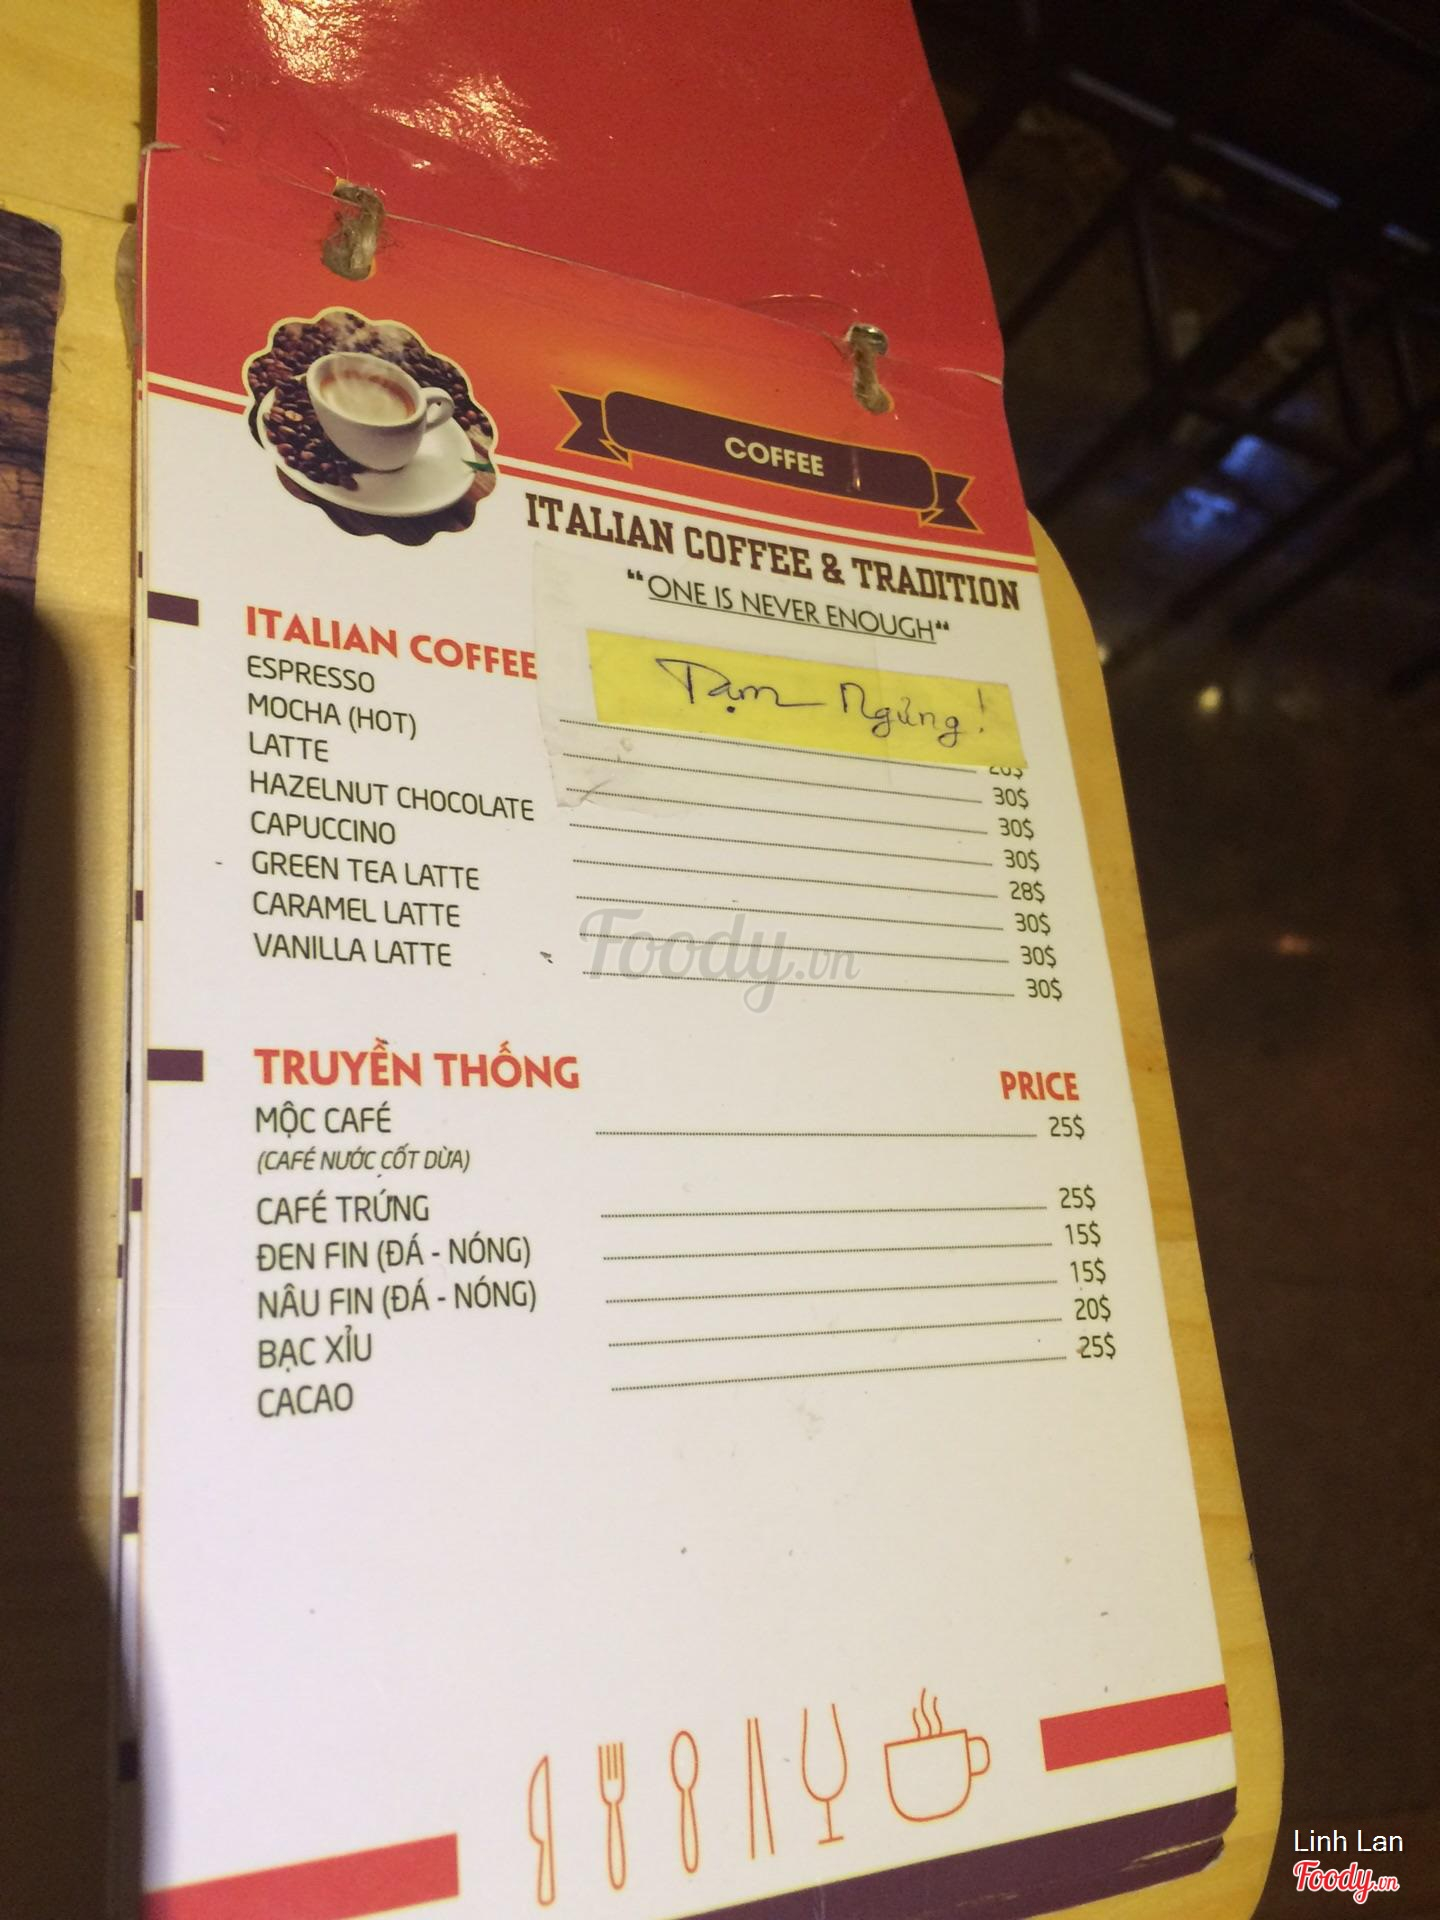 COFFEE
ITALIAN COFFEE & TRADITION
“ONE IS NEVER ENOUGH“
Tạm Ngừng!
ITALIAN COFFEE
ESPRESSO 20$
MOCHA (HOT) 30$
LATTE 30$
HAZELNUT CHOCOLATE 30$
CAPUCCINO 28$
GREEN TEA LATTE 30$
CARAMEL LATTE 30$
VANILLA LATTE 30$
Foody.vn
TRUYỀN THỐNG PRICE
MỘC CAFÉ 25$
(CAFÉ NƯỚC CỐT DỪA)
CAFÉ TRỨNG 25$
ĐEN FIN (ĐÁ - NÓNG) 15$
NÂU FIN (ĐÁ - NÓNG) 15$
BẠC XỈU 20$
CACAO 25$
Linh Lan
Foody.vn